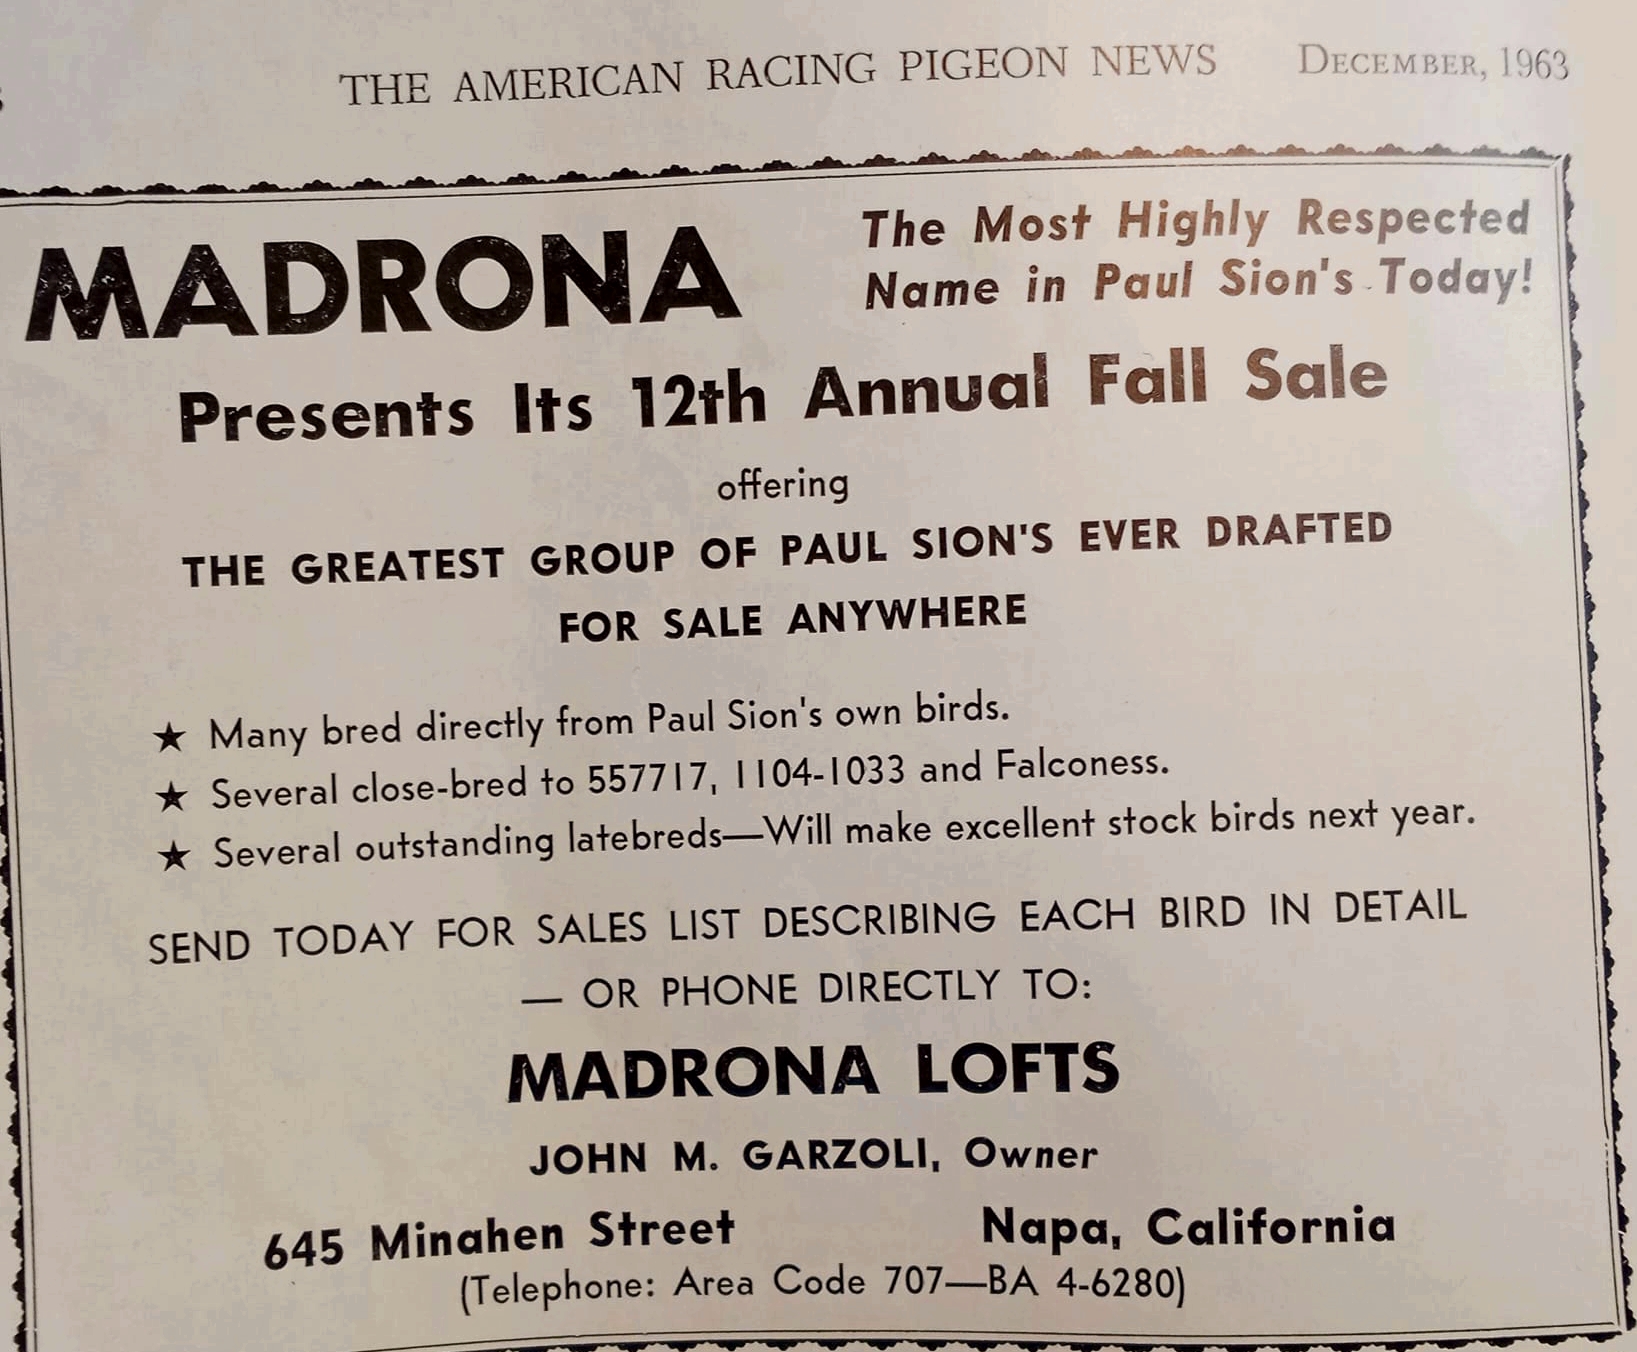 THE AMERICAN RACING PIGEON NEWS DECEMBER, 1963
MADRONA
The Most Highly Respected
Name in Paul Sion's Today!
Presents Its 12th Annual Fall Sale
offering
THE GREATEST GROUP OF PAUL SION'S EVER DRAFTED
FOR SALE ANYWHERE
★ Many bred directly from Paul Sion's own birds.
★ Several close-bred to 557717, 1104-1033 and Falconess.
★ Several outstanding latebreds—Will make excellent stock birds next year.
SEND TODAY FOR SALES LIST DESCRIBING EACH BIRD IN DETAIL
— OR PHONE DIRECTLY TO:
MADRONA LOFTS
JOHN M. GARZOLI, Owner
645 Minahen Street Napa, California
(Telephone: Area Code 707—BA 4-6280)